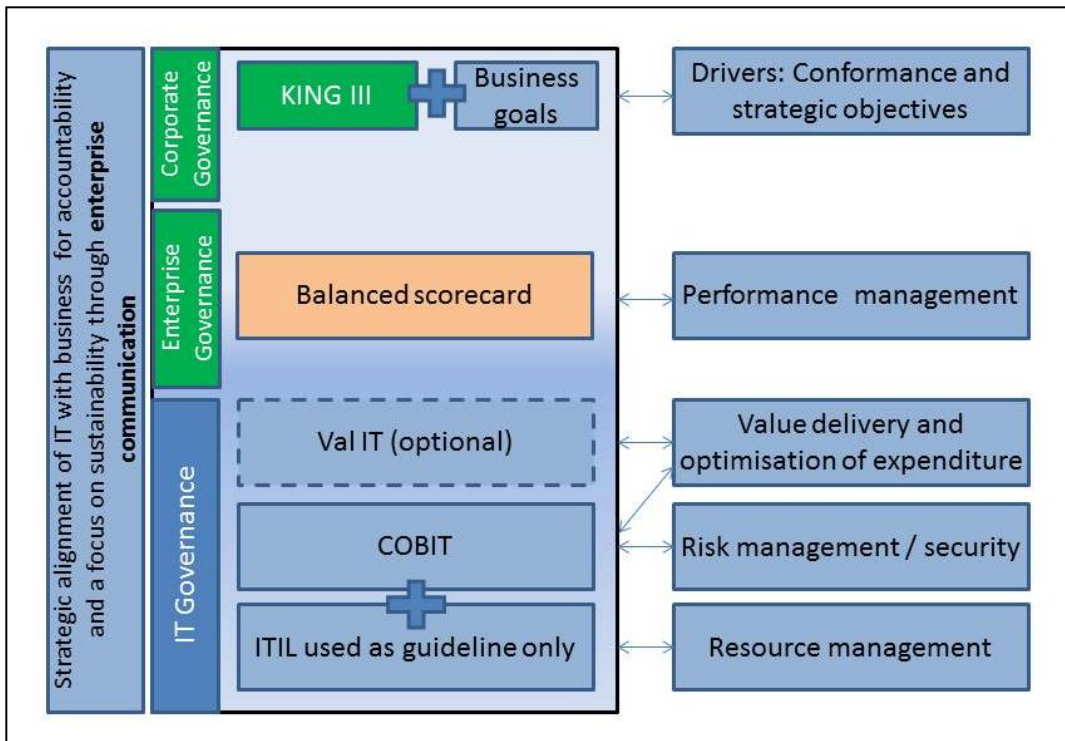 Strategic alignment of IT with business for accountability
and a focus on sustainability through enterprise
communication
Corporate
Governance
KING III
Business
goals
Drivers: Conformance and
strategic objectives
Enterprise
Governance
Balanced scorecard
Performance management
IT Governance
Val IT (optional)
Value delivery and
optimisation of expenditure
COBIT
Risk management / security
ITIL used as guideline only
Resource management